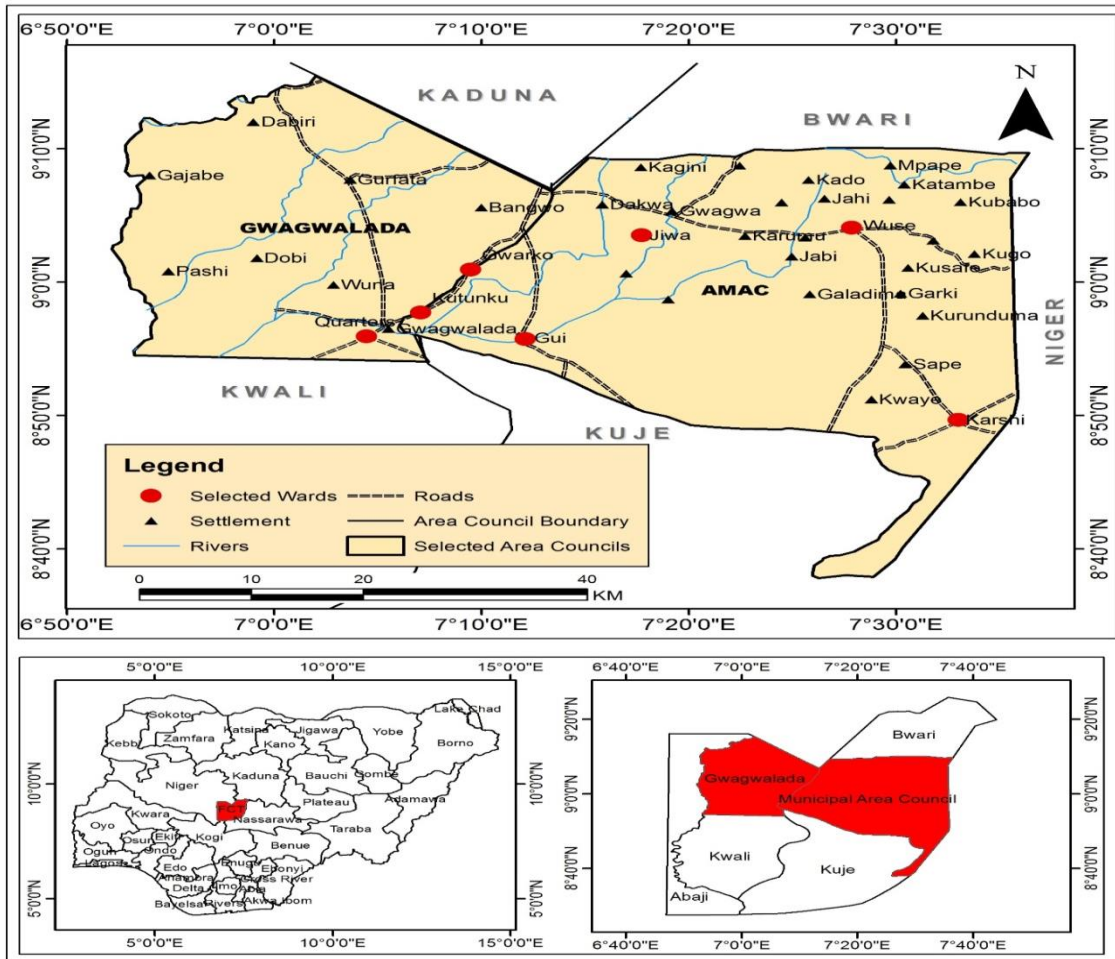 6°50'0"E 7°0'0"E 7°10'0"E 7°20'0"E 7°30'0"E
N
KADUNA
BWARI
9°10'0"N
9°10'0"N
Dabiri
Gajabe
Gurfata
Kagini
Mpape
Kado
Katambe
Bangwo
Dakwa
Gwagwa
Jahi
Kubabo
GWAGWALADA
Jiwa
Karumu
Wuse
Dobi
Gwarko
Jabi
Kugo
Pashi
Kusafe
9°0'0"N
9°0'0"N
Wuna
AMAC
Galadima
Garki
Kutunku
Quarters
Gwagwalada
Gui
Kurunduma
NIGER
Sape
KWALI
Kwaye
Karshi
KUJE
8°50'0"N
8°50'0"N
Legend
Selected Wards
Roads
Settlement
Area Council Boundary
Rivers
Selected Area Councils
8°40'0"N
8°40'0"N
0 10 20 40
KM
6°50'0"E 7°0'0"E 7°10'0"E 7°20'0"E 7°30'0"E
5°0'0"E 10°0'0"E 15°0'0"E
Sokoto
Lake Chad
Zamfara
Katsina
Jigawa
Yobe
Kebb
Kano
Borno
10°0'0"N
10°0'0"N
Niger
Kaduna
Bauchi
Gombe
Adamawa
FCT
Plateau
Kwara
Nassarawa
Oyo
Taraba
Osun
Ekiti
Kogi
Benue
Ogun
Ondo
Lagos
Edo
Enugu
Ebonyi
Anambra
Cross River
Delta
Imo
Abia
Bayelsa
Rivers
Akwa Ibom
5°0'0"N
5°0'0"N
5°0'0"E 10°0'0"E 15°0'0"E
6°40'0"E 7°0'0"E 7°20'0"E 7°40'0"E
9°20'0"N
9°20'0"N
Bwari
Gwagwalada
9°0'0"N
9°0'0"N
Municipal Area Council
Kwali
Kuje
8°40'0"N
8°40'0"N
Abaji
6°40'0"E 7°0'0"E 7°20'0"E 7°40'0"E